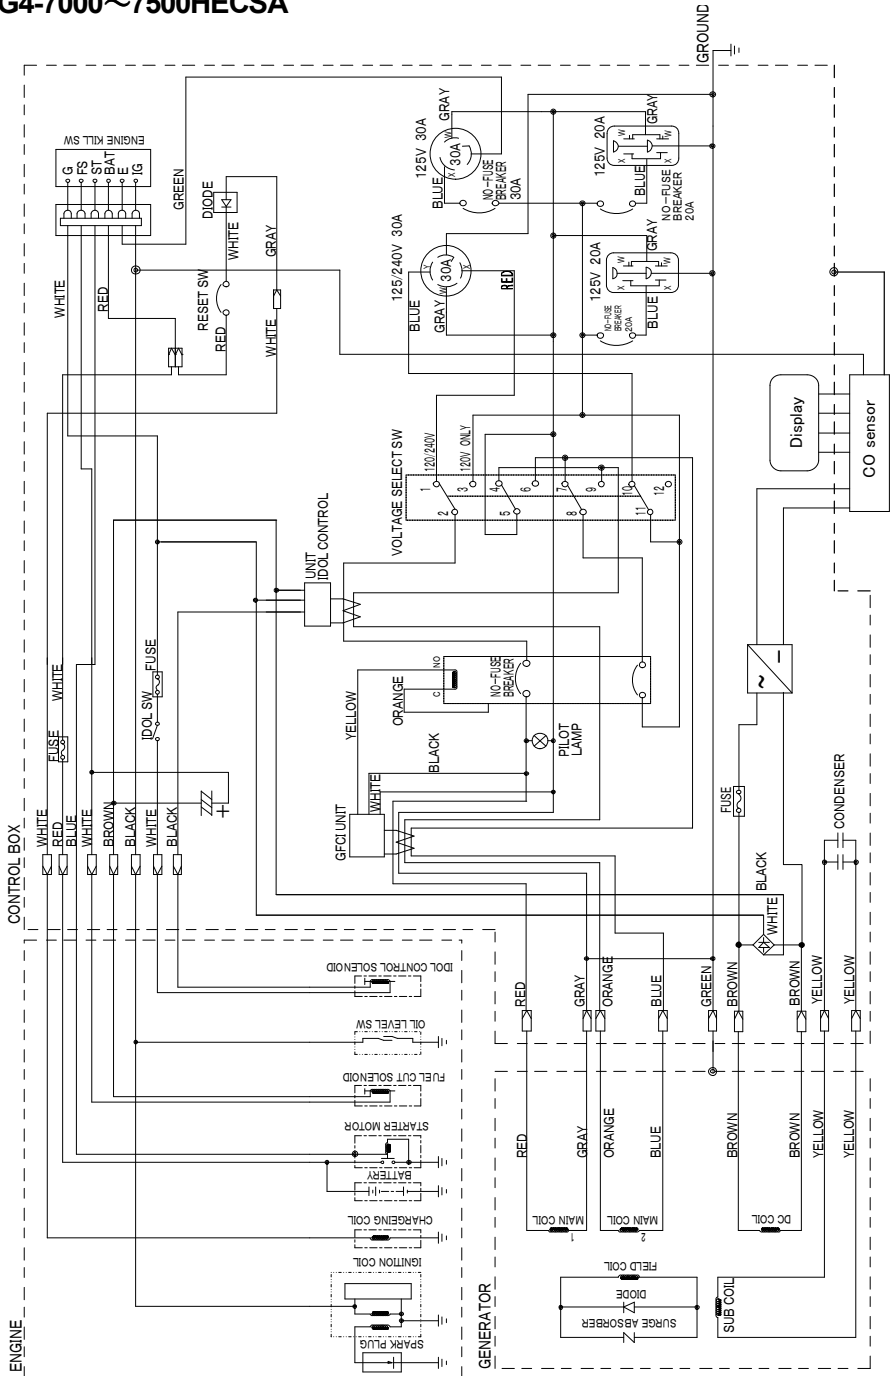 G4-7000～7500HECSA
GROUND
CONTROL BOX
ENGINE KILL SW
G
FS
ST
BAT
E
IG
GREEN
DIODE
WHITE
GRAY
RESET SW
RED
WHITE
WHITE
RED
125V 30A
GRAY
W
30A
X
BLUE
NO-FUSE
BREAKER
30A
125V 20A
GRAY
W
W
X
X
BLUE
NO-FUSE
BREAKER
20A
125/240V 30A
Y
30A
W
X
BLUE
GRAY
RED
125V 20A
GRAY
W
W
X
X
NO-FUSE
BREAKER
20A
BLUE
VOLTAGE SELECT SW
120/240V
120V ONLY
1
2
3
4
5
6
7
8
9
10
11
12
Display
CO sensor
UNIT
IDOL CONTROL
FUSE
IDOL SW
WHITE
FUSE
YELLOW
ORANGE
C
NO
NO-FUSE
BREAKER
BLACK
PILOT
LAMP
WHITE
GFCI UNIT
WHITE
RED
BLUE
WHITE
BROWN
BLACK
WHITE
BLACK
+
~
−
FUSE
CONDENSER
BLACK
WHITE
RED
GRAY
ORANGE
BLUE
GREEN
BROWN
BROWN
YELLOW
YELLOW
ENGINE
IDOL CONTROL SOLENOID
OIL LEVEL SW
FUEL CUT SOLENOID
STARTER MOTOR
BATTERY
CHARGEING COIL
IGNITION COIL
SPARK PLUG
GENERATOR
RED
GRAY
ORANGE
BLUE
BROWN
BROWN
YELLOW
YELLOW
MAIN COIL
1
MAIN COIL
2
DC COIL
FIELD COIL
DIODE
SURGE ABSORBER
SUB COIL